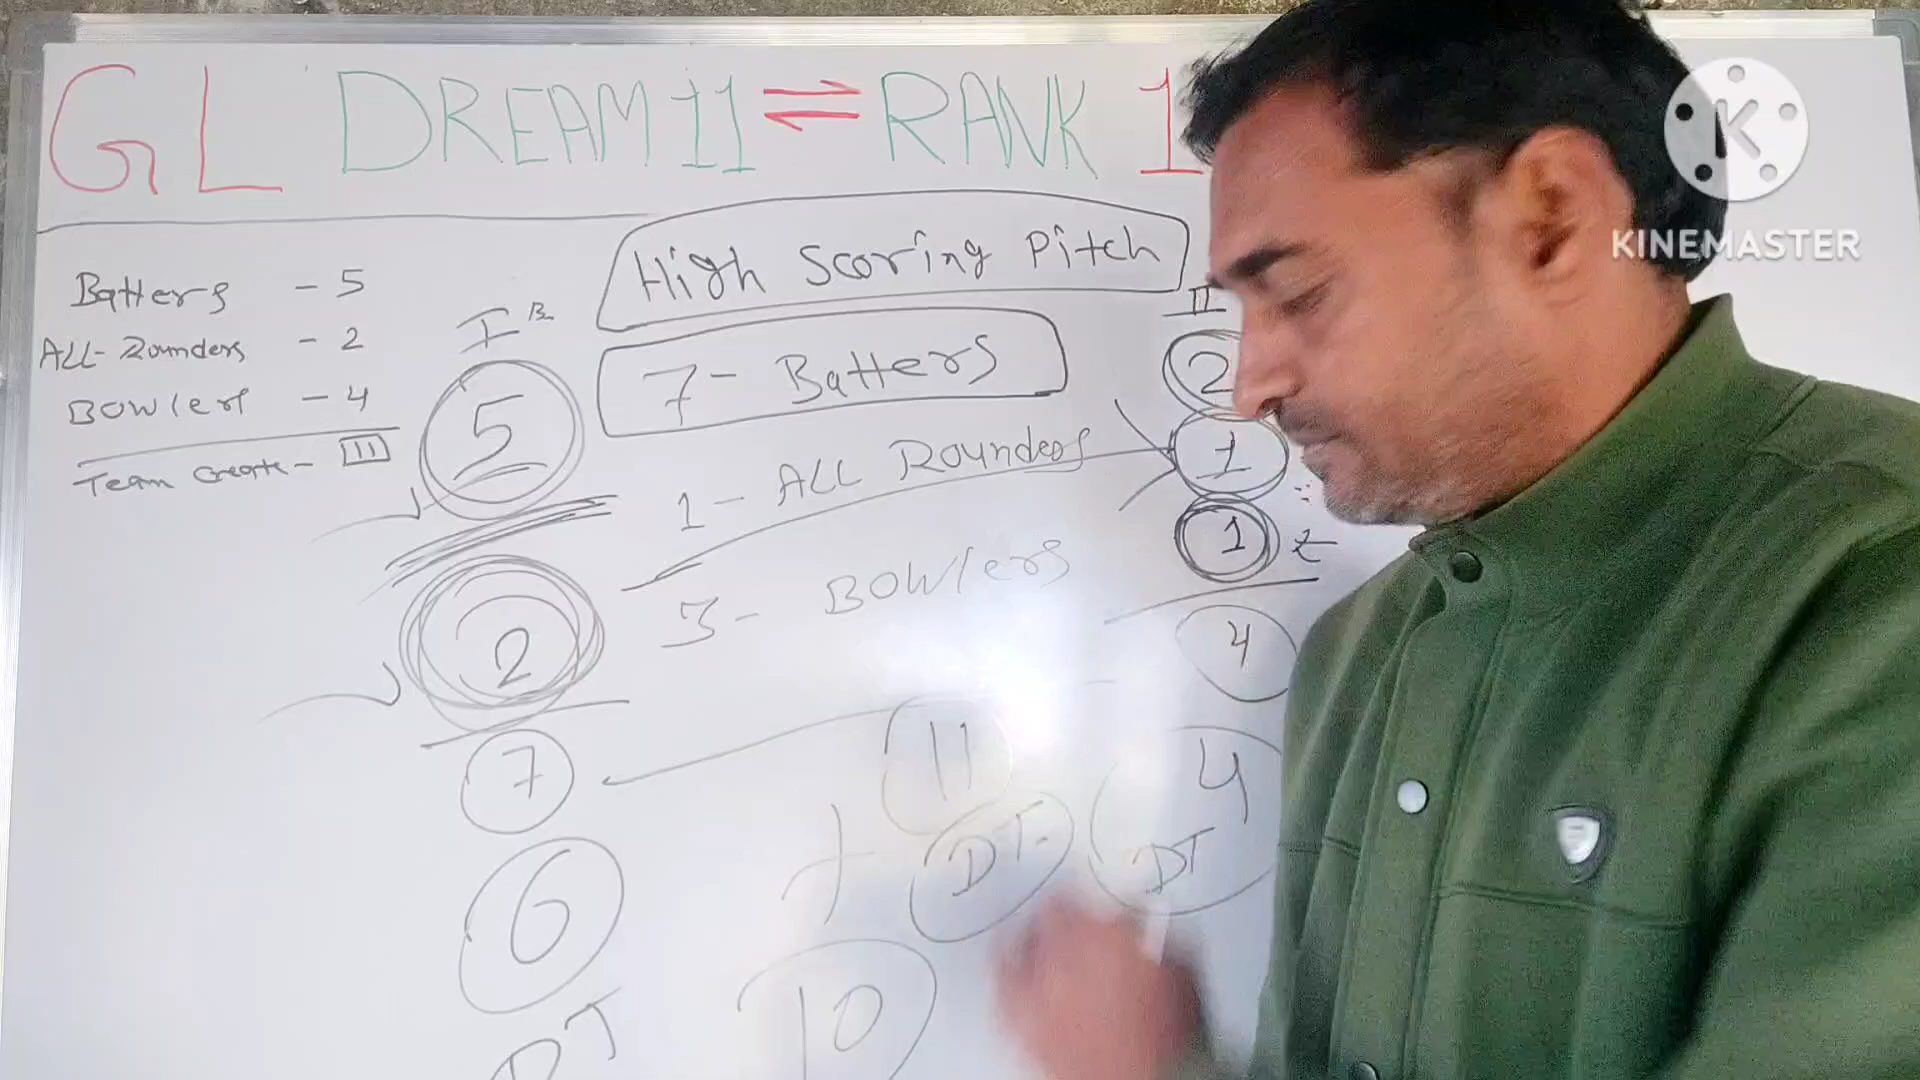 GL DREAM 11 ⇌ RANK 1
KINEMASTER
High Scoring Pitch
Batters - 5
ALL-Rounders - 2
Bowlers - 4
Team Create - 11
I
5
2
7
6
DT
7 - Batters
1 - ALL Rounders
3 - Bowlers
11
DT
+
10
II
2
1
1
4
4
DT